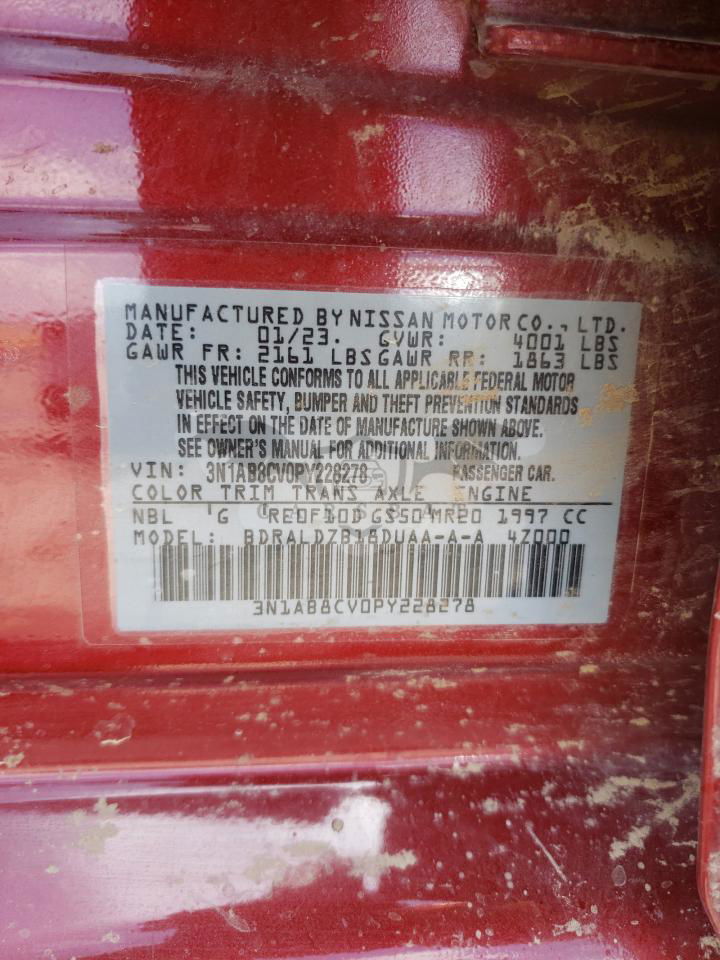 MANUFACTURED BY NISSAN MOTOR CO., LTD.
DATE: 01/23. GVWR: 4001 LBS
GAWR FR: 2161 LBS GAWR RR: 1863 LBS
THIS VEHICLE CONFORMS TO ALL APPLICABLE FEDERAL MOTOR
VEHICLE SAFETY, BUMPER AND THEFT PREVENTION STANDARDS
IN EFFECT ON THE DATE OF MANUFACTURE SHOWN ABOVE.
SEE OWNER'S MANUAL FOR ADDITIONAL INFORMATION.
VIN: 3N1AB8CV0PY228278 PASSENGER CAR.
COLOR TRIM TRANS AXLE ENGINE
NBL G RE0F10D GS50 MR20 1997 CC
MODEL: BDRALDZB18DUAA-A-A 4Z000
3N1AB8CV0PY228278